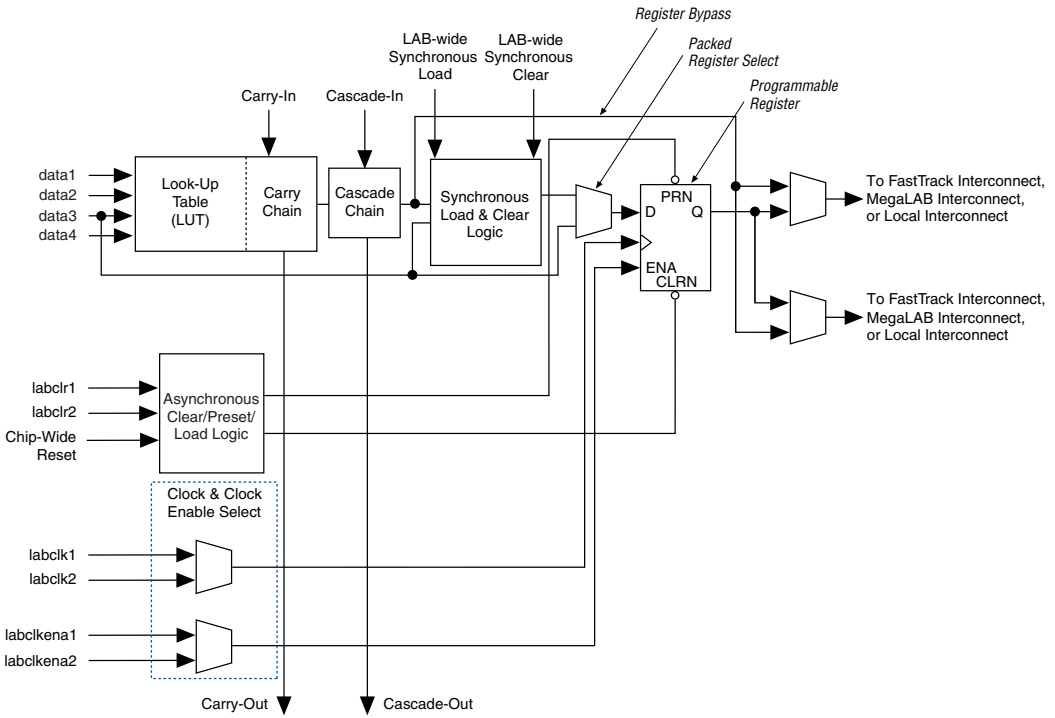 Register Bypass
Packed
Register Select
Programmable
Register
LAB-wide
Synchronous
Load
LAB-wide
Synchronous
Clear
Carry-In
Cascade-In
data1
data2
data3
data4
Look-Up
Table
(LUT)
Carry
Chain
Cascade
Chain
Synchronous
Load & Clear
Logic
PRN
D
Q
ENA
CLRN
To FastTrack Interconnect,
MegaLAB Interconnect,
or Local Interconnect
To FastTrack Interconnect,
MegaLAB Interconnect,
or Local Interconnect
labclr1
labclr2
Chip-Wide
Reset
Asynchronous
Clear/Preset/
Load Logic
Clock & Clock
Enable Select
labclk1
labclk2
labclkena1
labclkena2
Carry-Out
Cascade-Out